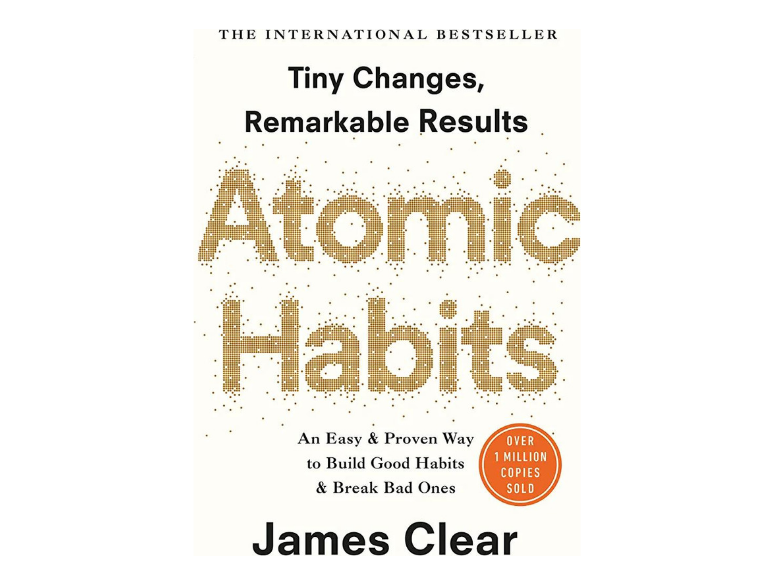 THE INTERNATIONAL BESTSELLER
Tiny Changes,
Remarkable Results
Atomic
Habits
An Easy & Proven Way
to Build Good Habits
& Break Bad Ones
OVER
1 MILLION
COPIES
SOLD
James Clear